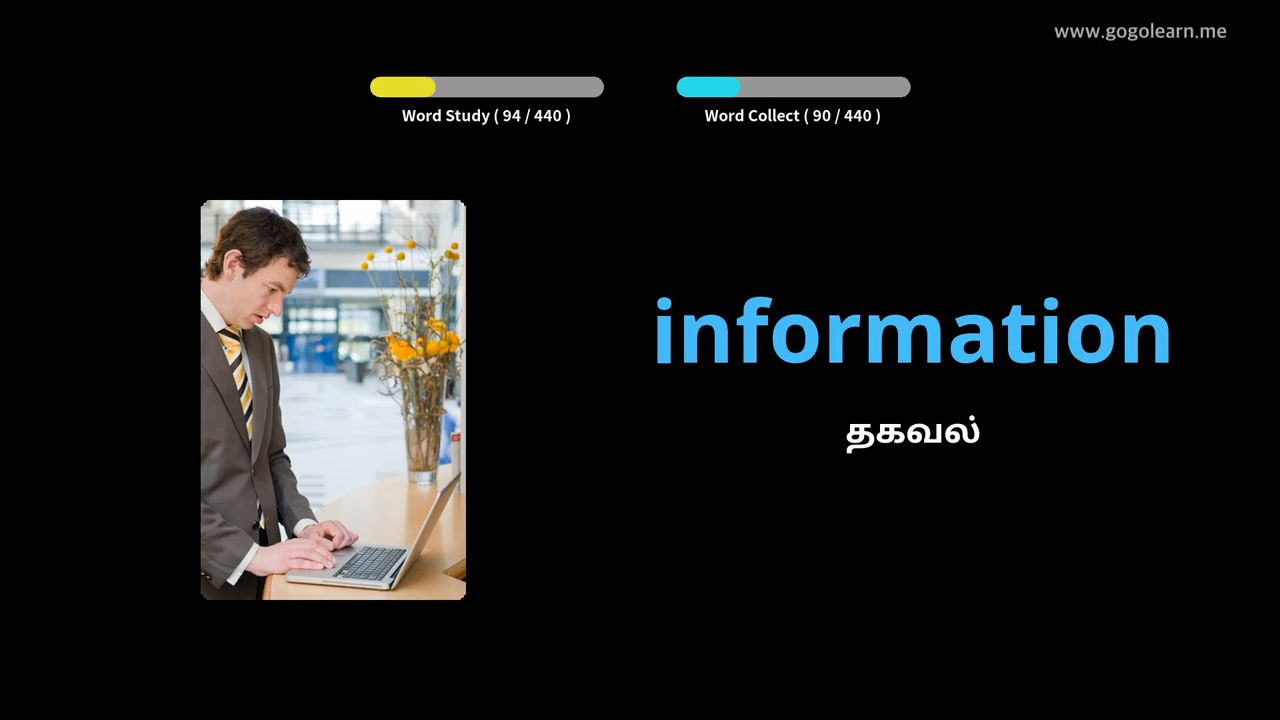 www.gogolearn.me
Word Study ( 94 / 440 )
Word Collect ( 90 / 440 )
information
தகவல்